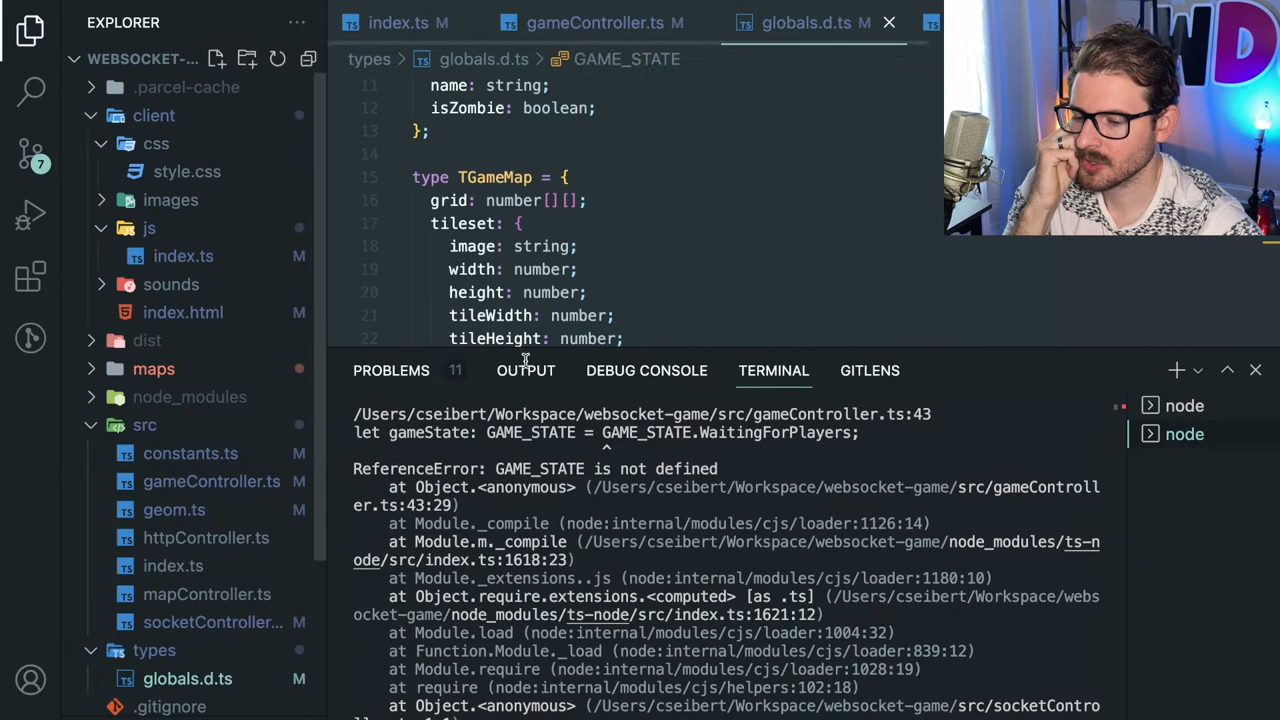 EXPLORER
index.ts M
gameController.ts M
globals.d.ts M
WEBSOCKET-...
types > globals.d.ts > GAME_STATE
.parcel-cache
client
css
style.css
images
js
index.ts M
sounds
index.html M
dist
maps
node_modules
src
constants.ts M
gameController.ts M
geom.ts M
httpController.ts
index.ts
mapController.ts
socketController... M
types
globals.d.ts M
.gitignore
7
11 name: string;
12 isZombie: boolean;
13 };
14
15 type TGameMap = {
16 grid: number[][];
17 tileset: {
18 image: string;
19 width: number;
20 height: number;
21 tileWidth: number;
22 tileHeight: number;
WD
PROBLEMS 11 OUTPUT DEBUG CONSOLE TERMINAL GITLENS
/Users/cseibert/Workspace/websocket-game/src/gameController.ts:43
let gameState: GAME_STATE = GAME_STATE.WaitingForPlayers;
^
ReferenceError: GAME_STATE is not defined
at Object.<anonymous> (/Users/cseibert/Workspace/websocket-game/src/gameControll
er.ts:43:29)
at Module._compile (node:internal/modules/cjs/loader:1126:14)
at Module.m._compile (/Users/cseibert/Workspace/websocket-game/node_modules/ts-n
ode/src/index.ts:1618:23)
at Module._extensions..js (node:internal/modules/cjs/loader:1180:10)
at Object.require.extensions.<computed> [as .ts] (/Users/cseibert/Workspace/webs
ocket-game/node_modules/ts-node/src/index.ts:1621:12)
at Module.load (node:internal/modules/cjs/loader:1004:32)
at Function.Module._load (node:internal/modules/cjs/loader:839:12)
at Module.require (node:internal/modules/cjs/loader:1028:19)
at require (node:internal/modules/cjs/helpers:102:18)
at Object.<anonymous> (/Users/cseibert/Workspace/websocket-game/src/socketContro
node
node